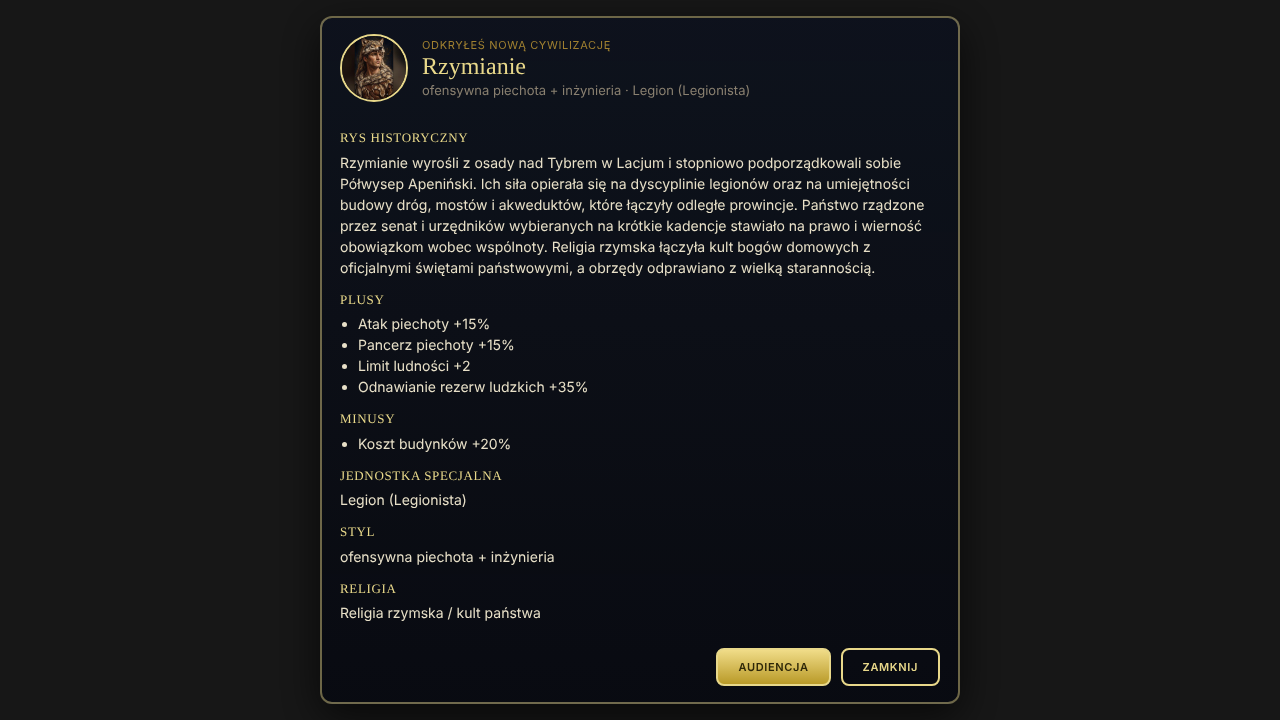 ODKRYŁEŚ NOWĄ CYWILIZACJĘ
Rzymianie
ofensywna piechota + inżynieria · Legion (Legionista)
RYS HISTORYCZNY
Rzymianie wyrośli z osady nad Tybrem w Lacjum i stopniowo podporządkowali sobie
Półwysep Apeniński. Ich siła opierała się na dyscyplinie legionów oraz na umiejętności
budowy dróg, mostów i akweduktów, które łączyły odległe prowincje. Państwo rządzone
przez senat i urzędników wybieranych na krótkie kadencje stawiało na prawo i wierność
obowiązkom wobec wspólnoty. Religia rzymska łączyła kult bogów domowych z
oficjalnymi świętami państwowymi, a obrzędy odprawiano z wielką starannością.
PLUSY
• Atak piechoty +15%
• Pancerz piechoty +15%
• Limit ludności +2
• Odnawianie rezerw ludzkich +35%
MINUSY
• Koszt budynków +20%
JEDNOSTKA SPECJALNA
Legion (Legionista)
STYL
ofensywna piechota + inżynieria
RELIGIA
Religia rzymska / kult państwa
AUDIENCJA
ZAMKNIJ